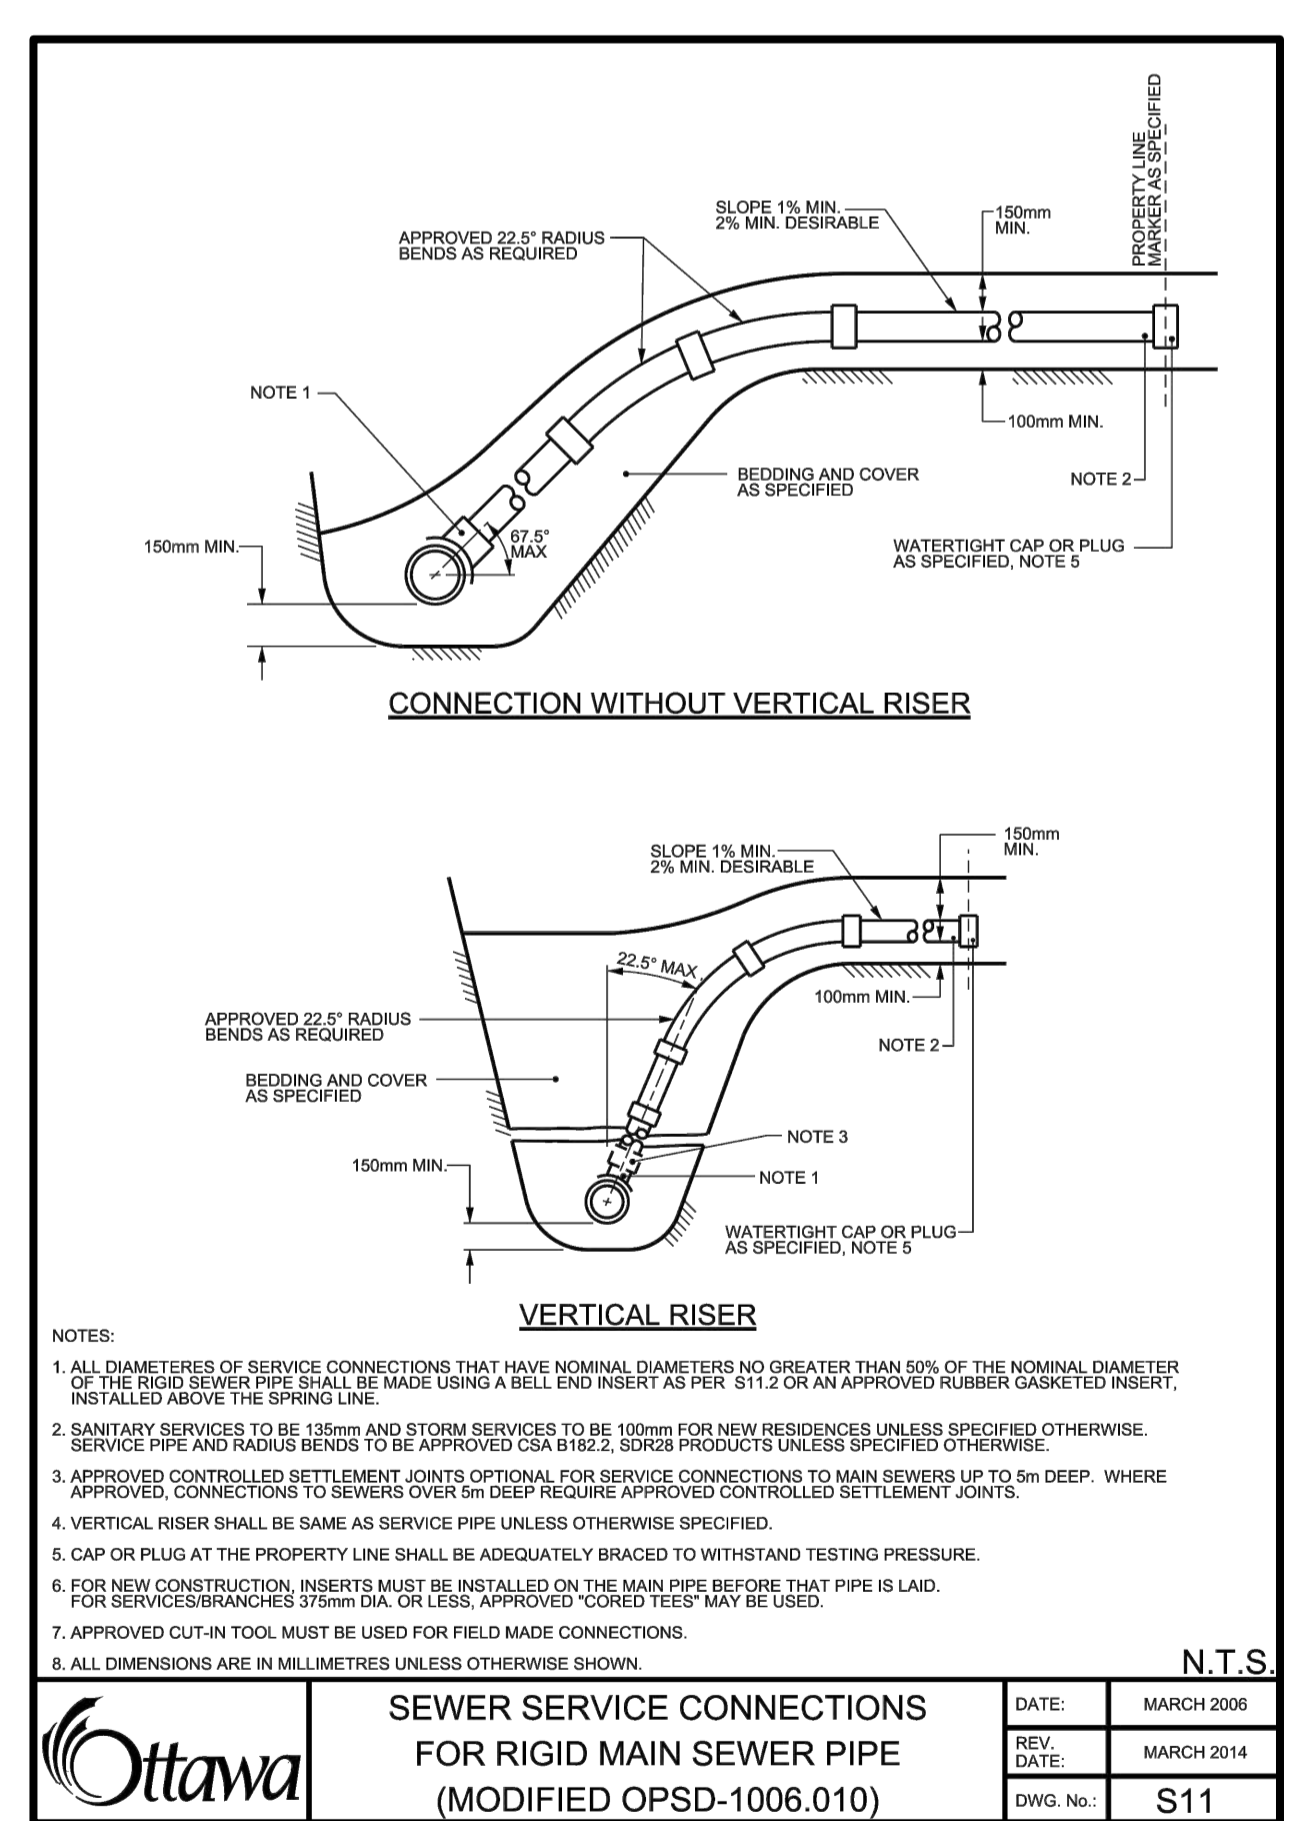 PROPERTY LINE
MARKER AS SPECIFIED
SLOPE 1% MIN.
2% MIN. DESIRABLE
150mm
MIN.
APPROVED 22.5° RADIUS
BENDS AS REQUIRED
NOTE 1
100mm MIN.
BEDDING AND COVER
AS SPECIFIED
NOTE 2
67.5°
MAX
150mm MIN.
WATERTIGHT CAP OR PLUG
AS SPECIFIED, NOTE 5
CONNECTION WITHOUT VERTICAL RISER
150mm
MIN.
SLOPE 1% MIN.
2% MIN. DESIRABLE
22.5° MAX.
100mm MIN.
APPROVED 22.5° RADIUS
BENDS AS REQUIRED
NOTE 2
BEDDING AND COVER
AS SPECIFIED
NOTE 3
150mm MIN.
NOTE 1
WATERTIGHT CAP OR PLUG
AS SPECIFIED, NOTE 5
VERTICAL RISER
NOTES:
1. ALL DIAMETERES OF SERVICE CONNECTIONS THAT HAVE NOMINAL DIAMETERS NO GREATER THAN 50% OF THE NOMINAL DIAMETER
OF THE RIGID SEWER PIPE SHALL BE MADE USING A BELL END INSERT AS PER S11.2 OR AN APPROVED RUBBER GASKETED INSERT,
INSTALLED ABOVE THE SPRING LINE.
2. SANITARY SERVICES TO BE 135mm AND STORM SERVICES TO BE 100mm FOR NEW RESIDENCES UNLESS SPECIFIED OTHERWISE.
SERVICE PIPE AND RADIUS BENDS TO BE APPROVED CSA B182.2, SDR28 PRODUCTS UNLESS SPECIFIED OTHERWISE.
3. APPROVED CONTROLLED SETTLEMENT JOINTS OPTIONAL FOR SERVICE CONNECTIONS TO MAIN SEWERS UP TO 5m DEEP. WHERE
APPROVED, CONNECTIONS TO SEWERS OVER 5m DEEP REQUIRE APPROVED CONTROLLED SETTLEMENT JOINTS.
4. VERTICAL RISER SHALL BE SAME AS SERVICE PIPE UNLESS OTHERWISE SPECIFIED.
5. CAP OR PLUG AT THE PROPERTY LINE SHALL BE ADEQUATELY BRACED TO WITHSTAND TESTING PRESSURE.
6. FOR NEW CONSTRUCTION, INSERTS MUST BE INSTALLED ON THE MAIN PIPE BEFORE THAT PIPE IS LAID.
FOR SERVICES/BRANCHES 375mm DIA. OR LESS, APPROVED "CORED TEES" MAY BE USED.
7. APPROVED CUT-IN TOOL MUST BE USED FOR FIELD MADE CONNECTIONS.
8. ALL DIMENSIONS ARE IN MILLIMETRES UNLESS OTHERWISE SHOWN.
N.T.S.
Ottawa
SEWER SERVICE CONNECTIONS
FOR RIGID MAIN SEWER PIPE
(MODIFIED OPSD-1006.010)
DATE: MARCH 2006
REV.
DATE: MARCH 2014
DWG. No.: S11